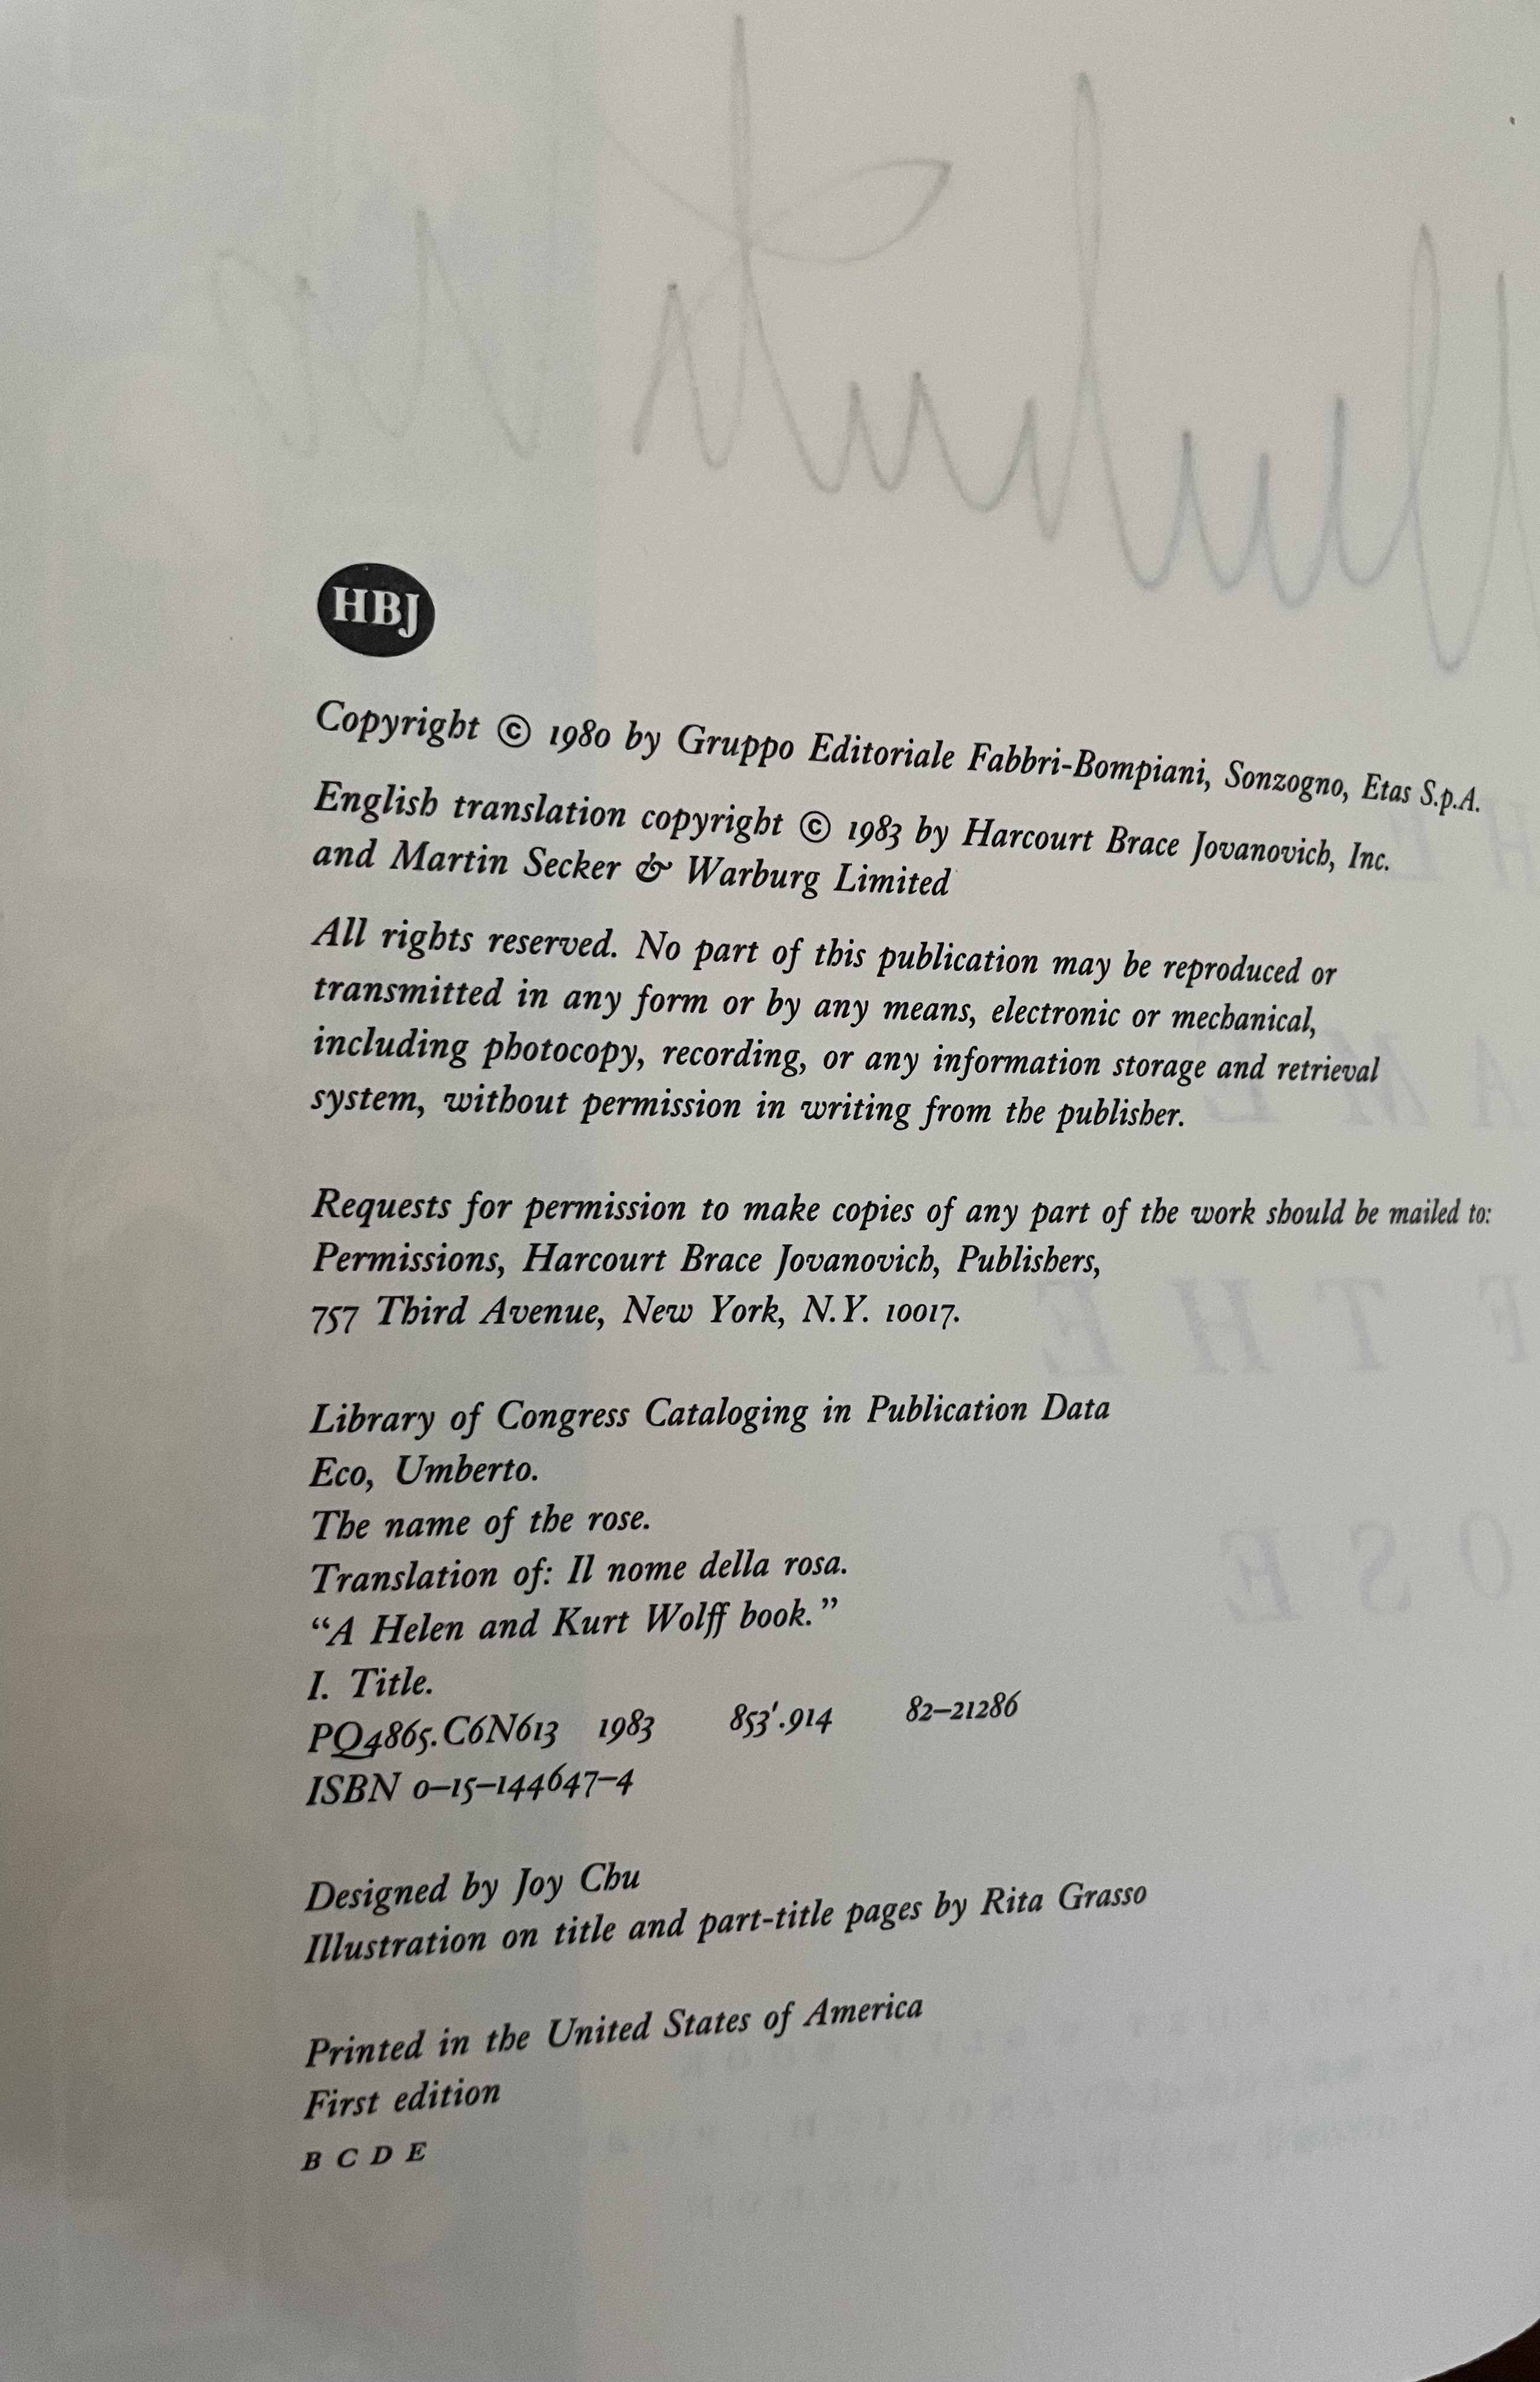 HBJ
Copyright © 1980 by Gruppo Editoriale Fabbri-Bompiani, Sonzogno, Etas S.p.A.
English translation copyright © 1983 by Harcourt Brace Jovanovich, Inc.
and Martin Secker & Warburg Limited
All rights reserved. No part of this publication may be reproduced or
transmitted in any form or by any means, electronic or mechanical,
including photocopy, recording, or any information storage and retrieval
system, without permission in writing from the publisher.
Requests for permission to make copies of any part of the work should be mailed to:
Permissions, Harcourt Brace Jovanovich, Publishers,
757 Third Avenue, New York, N.Y. 10017.
Library of Congress Cataloging in Publication Data
Eco, Umberto.
The name of the rose.
Translation of: Il nome della rosa.
“A Helen and Kurt Wolff book.”
I. Title.
PQ4865.C6N613 1983 853'.914 82–21286
ISBN 0–15–144647–4
Designed by Joy Chu
Illustration on title and part-title pages by Rita Grasso
Printed in the United States of America
First edition
B C D E